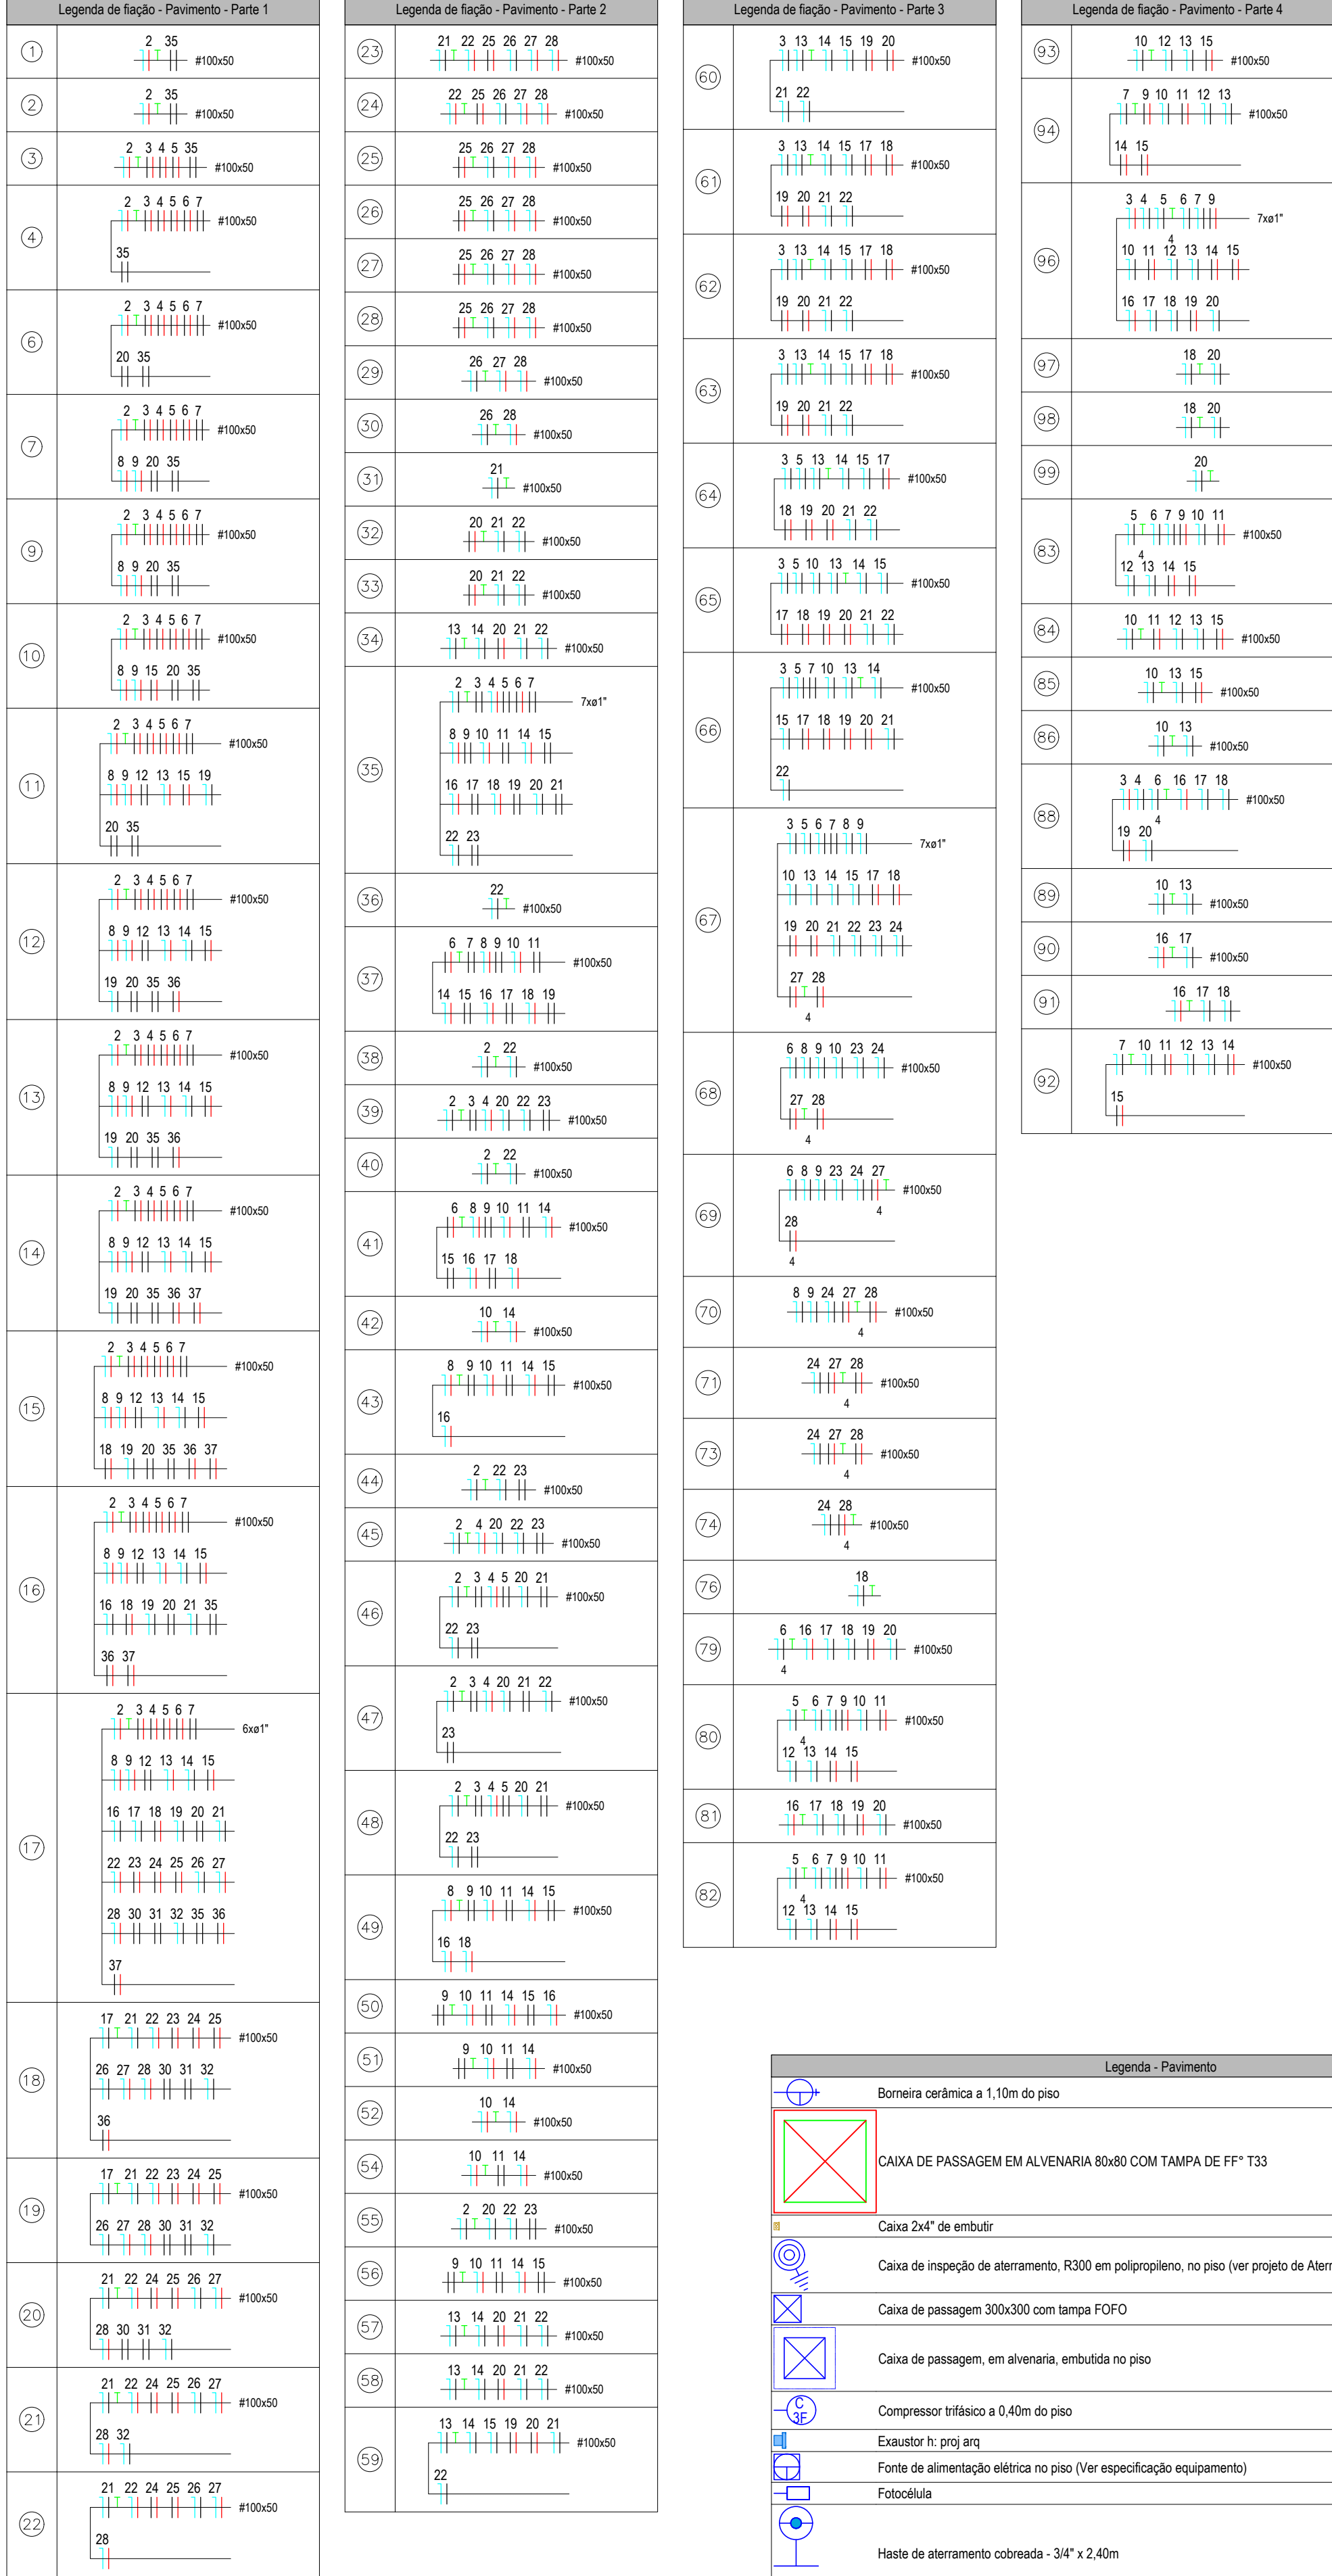 Legenda de fiação - Pavimento - Parte 1
1
2 35
#100x50
2
2 35
#100x50
3
2 3 4 5 35
#100x50
4
2 3 4 5 6 7
#100x50
35
6
2 3 4 5 6 7
#100x50
20 35
7
2 3 4 5 6 7
#100x50
8 9 20 35
9
2 3 4 5 6 7
#100x50
8 9 20 35
10
2 3 4 5 6 7
#100x50
8 9 15 20 35
11
2 3 4 5 6 7
#100x50
8 9 12 13 15 19
20 35
12
2 3 4 5 6 7
#100x50
8 9 12 13 14 15
19 20 35 36
13
2 3 4 5 6 7
#100x50
8 9 12 13 14 15
19 20 35 36
14
2 3 4 5 6 7
#100x50
8 9 12 13 14 15
19 20 35 36 37
15
2 3 4 5 6 7
#100x50
8 9 12 13 14 15
18 19 20 35 36 37
16
2 3 4 5 6 7
#100x50
8 9 12 13 14 15
16 18 19 20 21 35
36 37
17
2 3 4 5 6 7
6xø1"
8 9 12 13 14 15
16 17 18 19 20 21
22 23 24 25 26 27
28 30 31 32 35 36
37
18
17 21 22 23 24 25
#100x50
26 27 28 30 31 32
36
19
17 21 22 23 24 25
#100x50
26 27 28 30 31 32
20
21 22 24 25 26 27
#100x50
28 30 31 32
21
21 22 24 25 26 27
#100x50
28 32
22
21 22 24 25 26 27
#100x50
28
Legenda de fiação - Pavimento - Parte 2
23
21 22 25 26 27 28
#100x50
24
22 25 26 27 28
#100x50
25
25 26 27 28
#100x50
26
25 26 27 28
#100x50
27
25 26 27 28
#100x50
28
25 26 27 28
#100x50
29
26 27 28
#100x50
30
26 28
#100x50
31
21
#100x50
32
20 21 22
#100x50
33
20 21 22
#100x50
34
13 14 20 21 22
#100x50
35
2 3 4 5 6 7
7xø1"
8 9 10 11 14 15
16 17 18 19 20 21
22 23
36
22
#100x50
37
6 7 8 9 10 11
#100x50
14 15 16 17 18 19
38
2 22
#100x50
39
2 3 4 20 22 23
#100x50
40
2 22
#100x50
41
6 8 9 10 11 14
#100x50
15 16 17 18
42
10 14
#100x50
43
8 9 10 11 14 15
#100x50
16
44
2 22 23
#100x50
45
2 4 20 22 23
#100x50
46
2 3 4 5 20 21
#100x50
22 23
47
2 3 4 20 21 22
#100x50
23
48
2 3 4 5 20 21
#100x50
22 23
49
8 9 10 11 14 15
#100x50
16 18
50
9 10 11 14 15 16
#100x50
51
9 10 11 14
#100x50
52
10 14
#100x50
54
10 11 14
#100x50
55
2 20 22 23
#100x50
56
9 10 11 14 15
#100x50
57
13 14 20 21 22
#100x50
58
13 14 20 21 22
#100x50
59
13 14 15 19 20 21
#100x50
22
Legenda de fiação - Pavimento - Parte 3
60
3 13 14 15 19 20
#100x50
21 22
61
3 13 14 15 17 18
#100x50
19 20 21 22
62
3 13 14 15 17 18
#100x50
19 20 21 22
63
3 13 14 15 17 18
#100x50
19 20 21 22
64
3 5 13 14 15 17
#100x50
18 19 20 21 22
65
3 5 10 13 14 15
#100x50
17 18 19 20 21 22
66
3 5 7 10 13 14
#100x50
15 17 18 19 20 21
22
67
3 5 6 7 8 9
7xø1"
10 13 14 15 17 18
19 20 21 22 23 24
27 28
4
68
6 8 9 10 23 24
#100x50
27 28
4
69
6 8 9 23 24 27
#100x50
4
28
4
70
8 9 24 27 28
#100x50
4
71
24 27 28
#100x50
4
73
24 27 28
#100x50
4
74
24 28
#100x50
4
76
18
79
6 16 17 18 19 20
#100x50
4
80
5 6 7 9 10 11
#100x50
4
12 13 14 15
81
16 17 18 19 20
#100x50
82
5 6 7 9 10 11
#100x50
4
12 13 14 15
Legenda de fiação - Pavimento - Parte 4
93
10 12 13 15
#100x50
94
7 9 10 11 12 13
#100x50
14 15
96
3 4 5 6 7 9
7xø1"
4
10 11 12 13 14 15
16 17 18 19 20
97
18 20
98
18 20
99
20
83
5 6 7 9 10 11
#100x50
4
12 13 14 15
84
10 11 12 13 15
#100x50
85
10 13 15
#100x50
86
10 13
#100x50
88
3 4 6 16 17 18
#100x50
4
19 20
89
10 13
#100x50
90
16 17
#100x50
91
16 17 18
92
7 10 11 12 13 14
#100x50
15
Legenda - Pavimento
Borneira cerâmica a 1,10m do piso
CAIXA DE PASSAGEM EM ALVENARIA 80x80 COM TAMPA DE FF° T33
Caixa 2x4" de embutir
Caixa de inspeção de aterramento, R300 em polipropileno, no piso (ver projeto de Aterr
Caixa de passagem 300x300 com tampa FOFO
Caixa de passagem, em alvenaria, embutida no piso
C
3F
Compressor trifásico a 0,40m do piso
Exaustor h: proj arq
Fonte de alimentação elétrica no piso (Ver especificação equipamento)
Fotocélula
Haste de aterramento cobreada - 3/4" x 2,40m